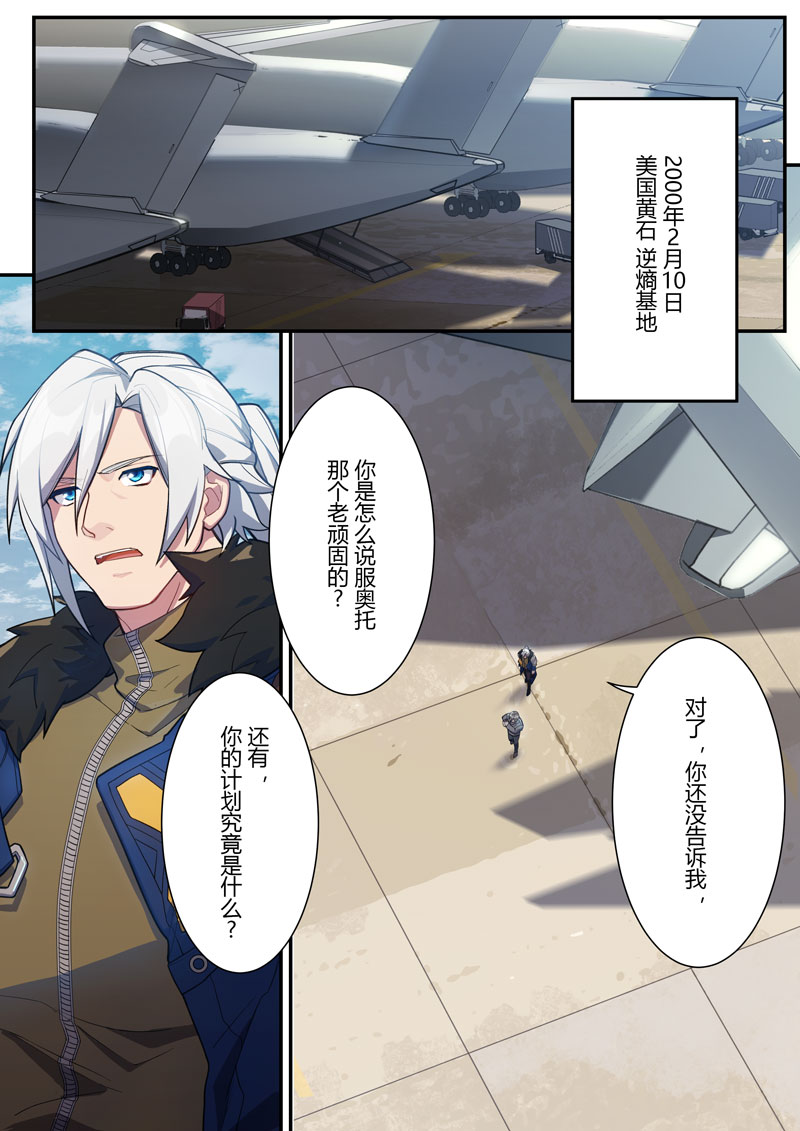 2000年2月10日
美国黄石 逆熵基地
对了，你还没告诉我，
你是怎么说服奥托
那个老顽固的？
还有，
你的计划究竟是什么？